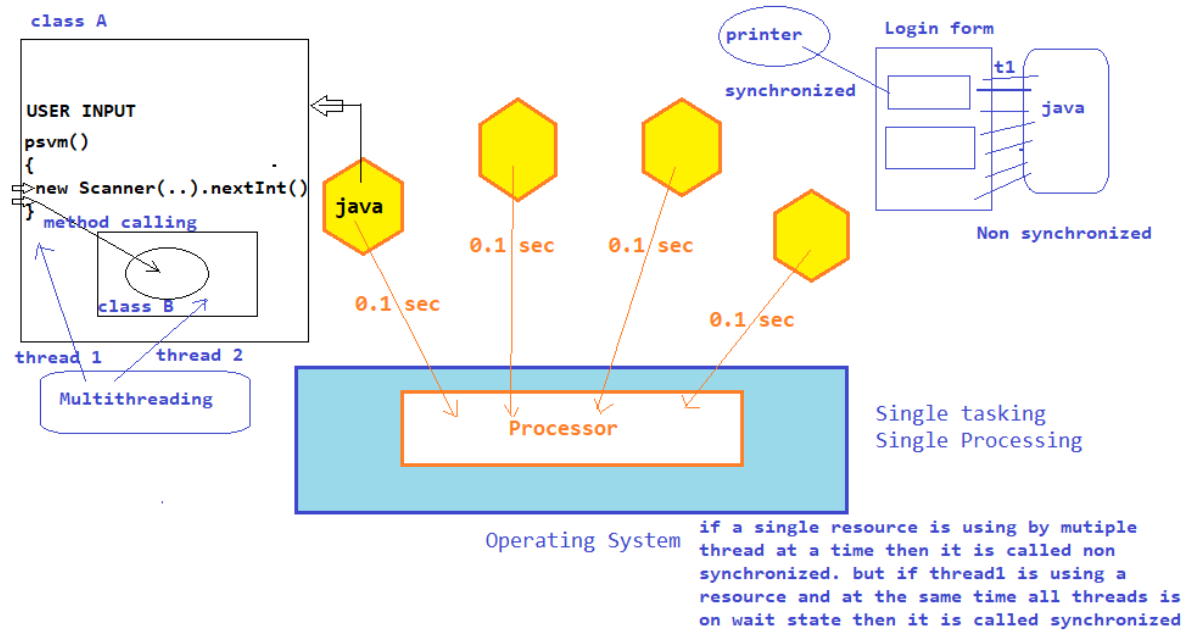 class A
USER INPUT
psvm()
{
new Scanner(..).nextInt()
}
method calling
class B
thread 1
thread 2
Multithreading
java
0.1 sec
0.1 sec
0.1 sec
0.1 sec
Processor
Operating System
printer
synchronized
Login form
t1
java
Non synchronized
Single tasking
Single Processing
if a single resource is using by mutiple
thread at a time then it is called non
synchronized. but if thread1 is using a
resource and at the same time all threads is
on wait state then it is called synchronized